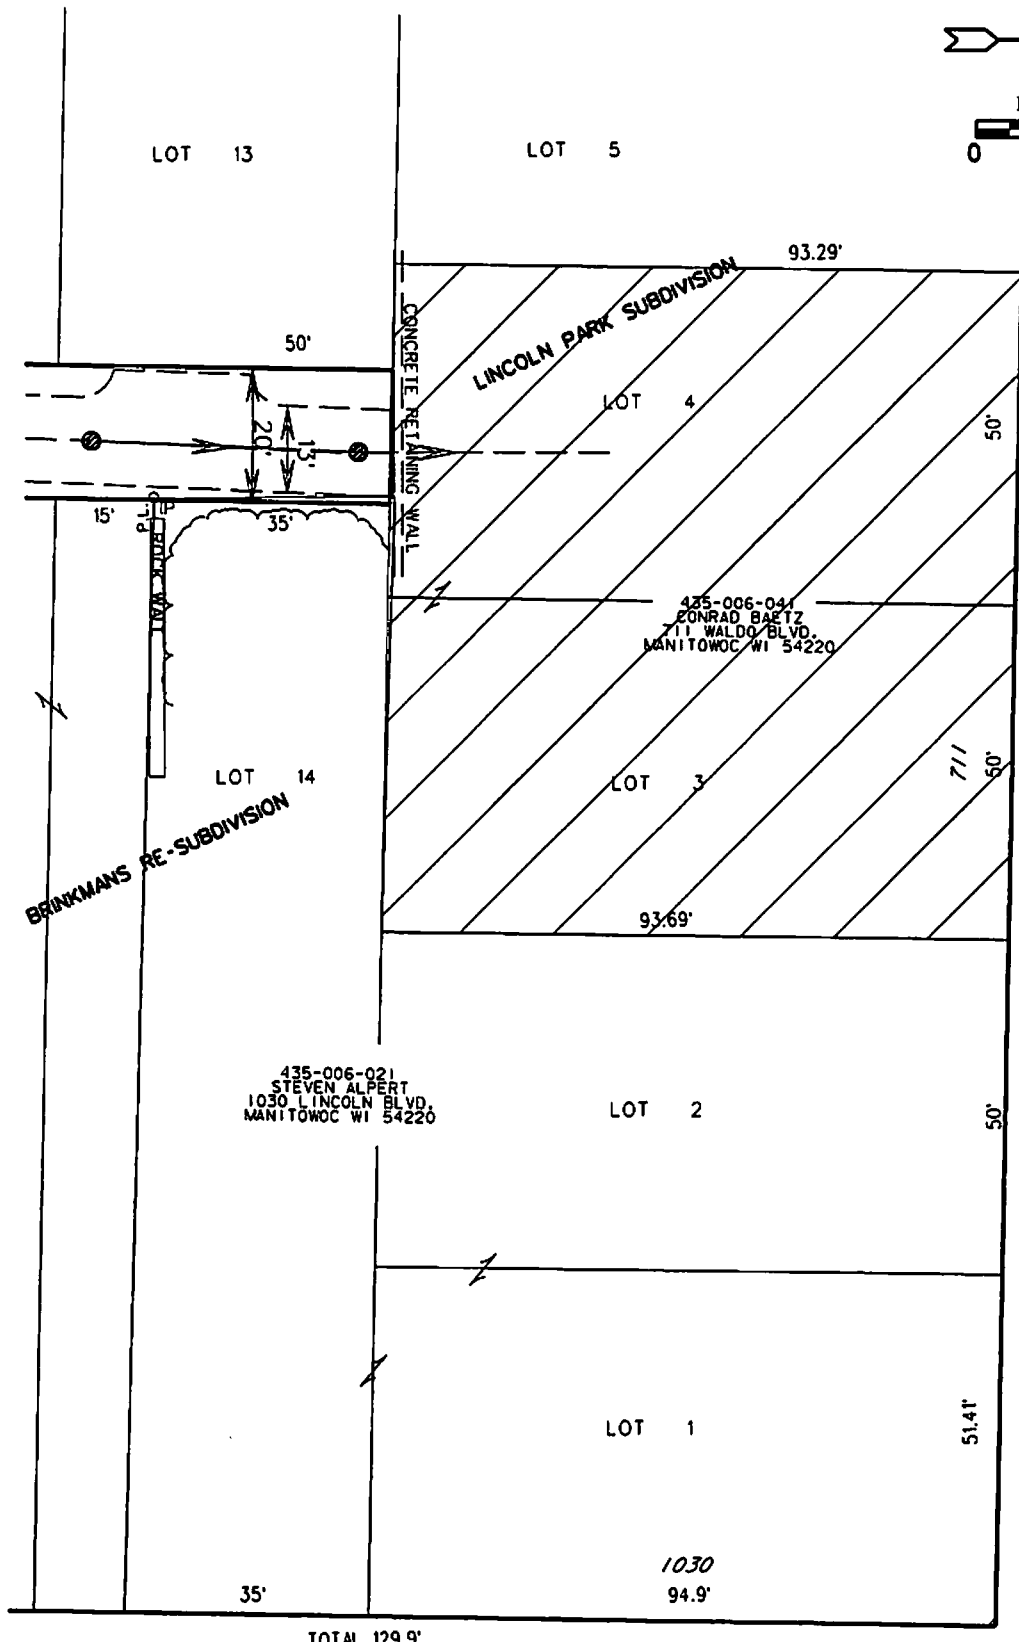 LOT 13
LOT 5
0
93.29'
LINCOLN PARK SUBDIVISION
CONCRETE RETAINING WALL
50'
LOT 4
50'
20'
13'
15'
35'
ROCK WALL
435-006-041
CONRAD BAETZ
711 WALDO BLVD.
MANITOWOC WI 54220
711
50'
LOT 14
LOT 3
BRINKMANS RE-SUBDIVISION
93.69'
435-006-021
STEVEN ALPERT
1030 LINCOLN BLVD.
MANITOWOC WI 54220
LOT 2
50'
LOT 1
51.41'
1030
35'
94.9'
TOTAL 129.9'